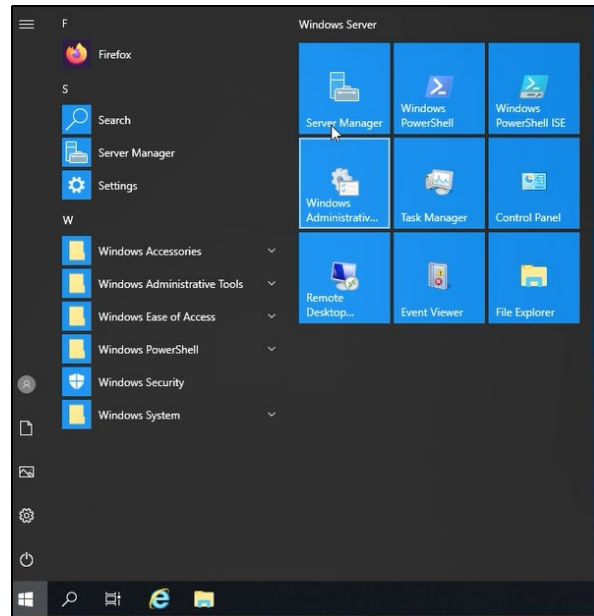 F
Firefox
S
Search
Server Manager
Settings
W
Windows Accessories
Windows Administrative Tools
Windows Ease of Access
Windows PowerShell
Windows Security
Windows System
Windows Server
Server Manager
Windows
PowerShell
Windows
PowerShell ISE
Windows
Administrativ...
Task Manager
Control Panel
Remote
Desktop...
Event Viewer
File Explorer